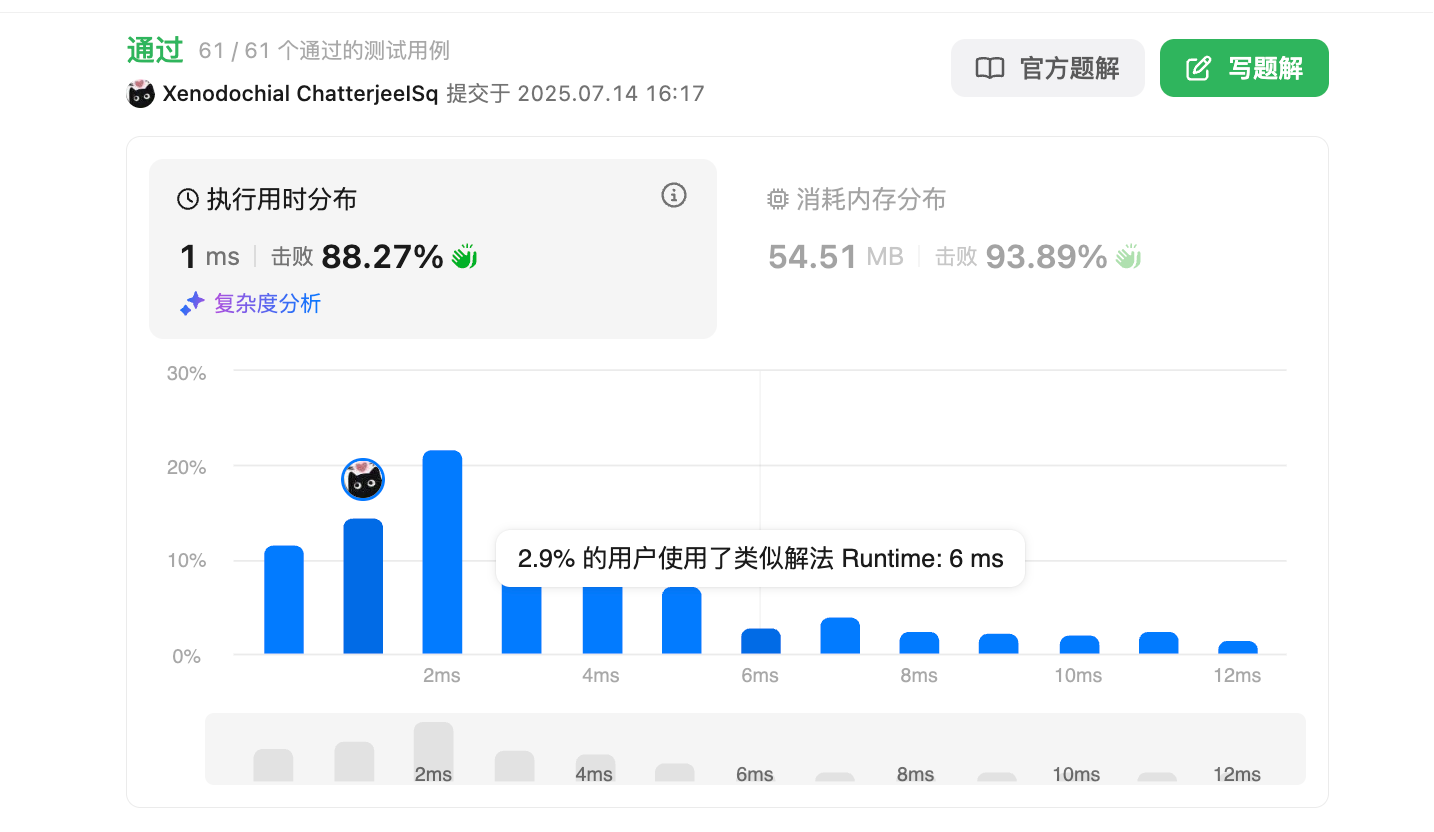 通过 61 / 61 个通过的测试用例
官方题解
写题解
Xenodochial ChatterjeeISq 提交于 2025.07.14 16:17
执行用时分布
1 ms 击败 88.27%
复杂度分析
消耗内存分布
54.51 MB 击败 93.89%
30%
20%
10%
0%
2.9% 的用户使用了类似解法 Runtime: 6 ms
2ms 4ms 6ms 8ms 10ms 12ms
2ms 4ms 6ms 8ms 10ms 12ms